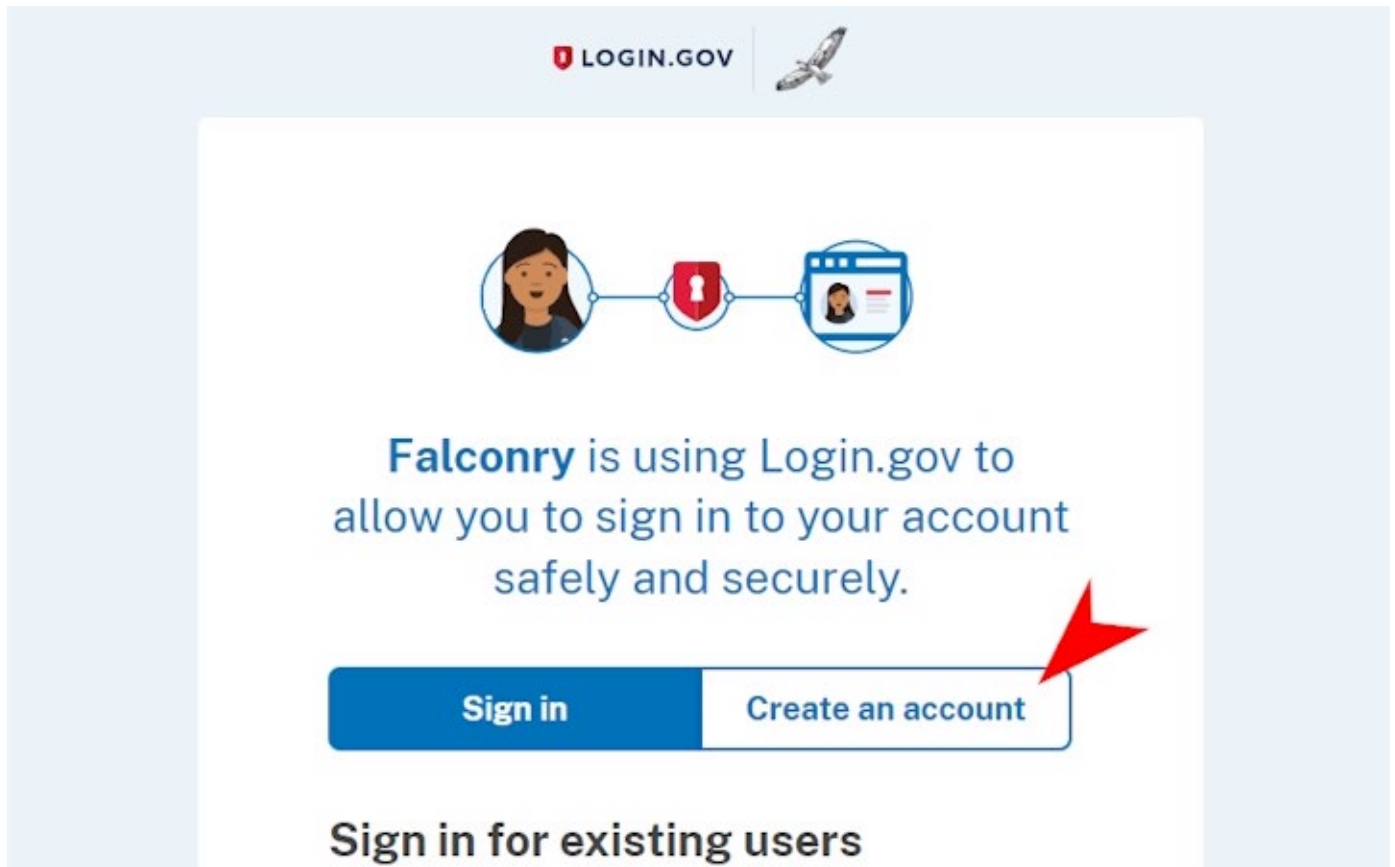 LOGIN.GOV
Falconry is using Login.gov to
allow you to sign in to your account
safely and securely.
Sign in
Create an account
Sign in for existing users